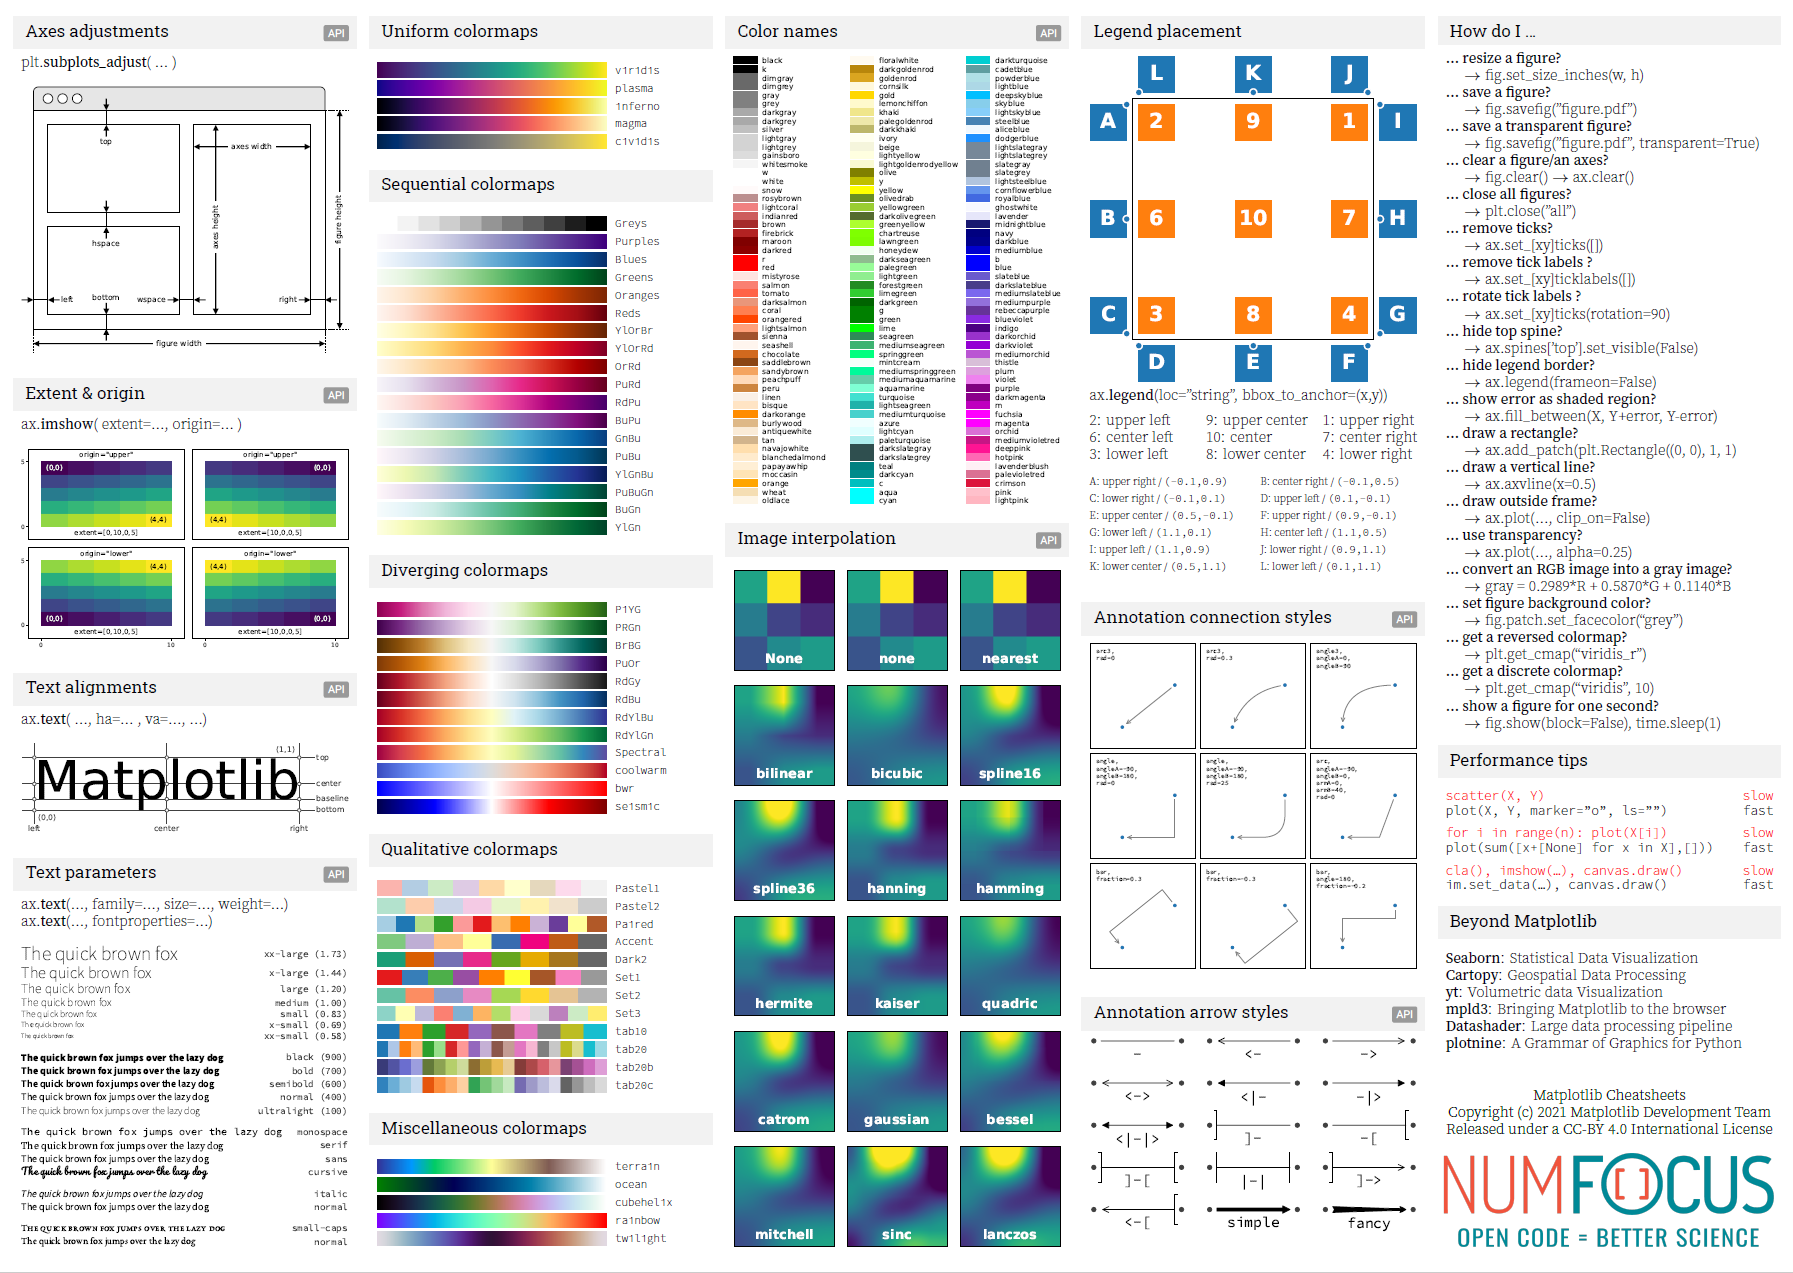 Axes adjustments
API
plt.subplots_adjust( … )
top
axes width
axes height
figure height
hspace
left
bottom
wspace
right
figure width
Extent & origin
API
ax.imshow( extent=…, origin=… )
origin="upper"
origin="upper"
5
(0,0)
(0,0)
(4,4)
(4,4)
0
extent=[0,10,0,5]
extent=[10,0,0,5]
origin="lower"
origin="lower"
5
(4,4)
(4,4)
(0,0)
(0,0)
0
extent=[0,10,0,5]
extent=[10,0,0,5]
0
10
0
10
Text alignments
API
ax.text( …, ha=… , va=…, …)
(1,1)
Matplotlib
top
center
baseline
bottom
(0,0)
left
center
right
Text parameters
API
ax.text(…, family=…, size=…, weight=…)
ax.text(…, fontproperties=…)
The quick brown fox xx-large (1.73)
The quick brown fox x-large (1.44)
The quick brown fox large (1.20)
The quick brown fox medium (1.00)
The quick brown fox small (0.83)
The quick brown fox x-small (0.69)
The quick brown fox xx-small (0.58)
The quick brown fox jumps over the lazy dog black (900)
The quick brown fox jumps over the lazy dog bold (700)
The quick brown fox jumps over the lazy dog semibold (600)
The quick brown fox jumps over the lazy dog normal (400)
The quick brown fox jumps over the lazy dog ultralight (100)
The quick brown fox jumps over the lazy dog monospace
The quick brown fox jumps over the lazy dog serif
The quick brown fox jumps over the lazy dog sans
The quick brown fox jumps over the lazy dog cursive
The quick brown fox jumps over the lazy dog italic
The quick brown fox jumps over the lazy dog normal
The quick brown fox jumps over the lazy dog small-caps
The quick brown fox jumps over the lazy dog normal
Uniform colormaps
viridis
plasma
inferno
magma
cividis
Sequential colormaps
Greys
Purples
Blues
Greens
Oranges
Reds
YlOrBr
YlOrRd
OrRd
PuRd
RdPu
BuPu
GnBu
PuBu
YlGnBu
PuBuGn
BuGn
YlGn
Diverging colormaps
PiYG
PRGn
BrBG
PuOr
RdGy
RdBu
RdYlBu
RdYlGn
Spectral
coolwarm
bwr
seismic
Qualitative colormaps
Pastel1
Pastel2
Paired
Accent
Dark2
Set1
Set2
Set3
tab10
tab20
tab20b
tab20c
Miscellaneous colormaps
terrain
ocean
cubehelix
rainbow
twilight
Color names
API
black
k
dimgray
dimgrey
gray
grey
darkgray
darkgrey
silver
lightgray
lightgrey
gainsboro
whitesmoke
w
white
snow
rosybrown
lightcoral
indianred
brown
firebrick
maroon
darkred
r
red
mistyrose
salmon
tomato
darksalmon
coral
orangered
lightsalmon
sienna
seashell
chocolate
saddlebrown
sandybrown
peachpuff
peru
linen
bisque
darkorange
burlywood
antiquewhite
tan
navajowhite
blanchedalmond
papayawhip
moccasin
orange
wheat
oldlace
floralwhite
darkgoldenrod
goldenrod
cornsilk
gold
lemonchiffon
khaki
palegoldenrod
darkkhaki
ivory
beige
lightyellow
lightgoldenrodyellow
olive
y
yellow
olivedrab
yellowgreen
darkolivegreen
greenyellow
chartreuse
lawngreen
honeydew
darkseagreen
palegreen
lightgreen
forestgreen
limegreen
darkgreen
g
green
lime
seagreen
mediumseagreen
springgreen
mintcream
mediumspringgreen
mediumaquamarine
aquamarine
turquoise
lightseagreen
mediumturquoise
azure
lightcyan
paleturquoise
darkslategray
darkslategrey
teal
darkcyan
c
aqua
cyan
darkturquoise
cadetblue
powderblue
lightblue
deepskyblue
skyblue
lightskyblue
steelblue
aliceblue
dodgerblue
lightslategray
lightslategrey
slategray
slategrey
lightsteelblue
cornflowerblue
royalblue
ghostwhite
lavender
midnightblue
navy
darkblue
mediumblue
b
blue
slateblue
darkslateblue
mediumslateblue
mediumpurple
rebeccapurple
blueviolet
indigo
darkorchid
darkviolet
mediumorchid
thistle
plum
violet
purple
darkmagenta
m
fuchsia
magenta
orchid
mediumvioletred
deeppink
hotpink
lavenderblush
palevioletred
crimson
pink
lightpink
Image interpolation
API
None none nearest
bilinear bicubic spline16
spline36 hanning hamming
hermite kaiser quadric
catrom gaussian bessel
mitchell sinc lanczos
Legend placement
L K J
A 2 9 1 I
B 6 10 7 H
C 3 8 4 G
D E F
ax.legend(loc="string", bbox_to_anchor=(x,y))
2: upper left 9: upper center 1: upper right
6: center left 10: center 7: center right
3: lower left 8: lower center 4: lower right
A: upper right / (-0.1,0.9) B: center right / (-0.1,0.5)
C: lower right / (-0.1,0.1) D: upper left / (0.1,-0.1)
E: upper center / (0.5,-0.1) F: upper right / (0.9,-0.1)
G: lower left / (1.1,0.1) H: center left / (1.1,0.5)
I: upper left / (1.1,0.9) J: lower right / (0.9,1.1)
K: lower center / (0.5,1.1) L: lower left / (0.1,1.1)
Annotation connection styles
API
arc3,
rad=0
arc3,
rad=0.3
angle3,
angleA=0,
angleB=90
angle,
angleA=-90,
angleB=180,
rad=0
angle,
angleA=-90,
angleB=180,
rad=25
arc,
angleA=-90,
angleB=0,
armA=0,
armB=40,
rad=0
bar,
fraction=0.3
bar,
fraction=-0.3
bar,
angle=180,
fraction=-0.2
Annotation arrow styles
API
- <- ->
<-> <|- -|>
<|-|> ]- -[
]-[ |-| ]->
<-[ simple fancy
How do I …
… resize a figure?
→ fig.set_size_inches(w, h)
… save a figure?
→ fig.savefig("figure.pdf")
… save a transparent figure?
→ fig.savefig("figure.pdf", transparent=True)
… clear a figure/an axes?
→ fig.clear() → ax.clear()
… close all figures?
→ plt.close("all")
… remove ticks?
→ ax.set_[xy]ticks([])
… remove tick labels ?
→ ax.set_[xy]ticklabels([])
… rotate tick labels ?
→ ax.set_[xy]ticks(rotation=90)
… hide top spine?
→ ax.spines['top'].set_visible(False)
… hide legend border?
→ ax.legend(frameon=False)
… show error as shaded region?
→ ax.fill_between(X, Y+error, Y-error)
… draw a rectangle?
→ ax.add_patch(plt.Rectangle((0, 0), 1, 1)
… draw a vertical line?
→ ax.axvline(x=0.5)
… draw outside frame?
→ ax.plot(…, clip_on=False)
… use transparency?
→ ax.plot(…, alpha=0.25)
… convert an RGB image into a gray image?
→ gray = 0.2989*R + 0.5870*G + 0.1140*B
… set figure background color?
→ fig.patch.set_facecolor("grey")
… get a reversed colormap?
→ plt.get_cmap("viridis_r")
… get a discrete colormap?
→ plt.get_cmap("viridis", 10)
… show a figure for one second?
→ fig.show(block=False), time.sleep(1)
Performance tips
scatter(X, Y) slow
plot(X, Y, marker="o", ls="") fast
for i in range(n): plot(X[i]) slow
plot(sum([x+[None] for x in X],[])) fast
cla(), imshow(…), canvas.draw() slow
im.set_data(…), canvas.draw() fast
Beyond Matplotlib
Seaborn: Statistical Data Visualization
Cartopy: Geospatial Data Processing
yt: Volumetric data Visualization
mpld3: Bringing Matplotlib to the browser
Datashader: Large data processing pipeline
plotnine: A Grammar of Graphics for Python
Matplotlib Cheatsheets
Copyright (c) 2021 Matplotlib Development Team
Released under a CC-BY 4.0 International License
NUMFOCUS
OPEN CODE = BETTER SCIENCE